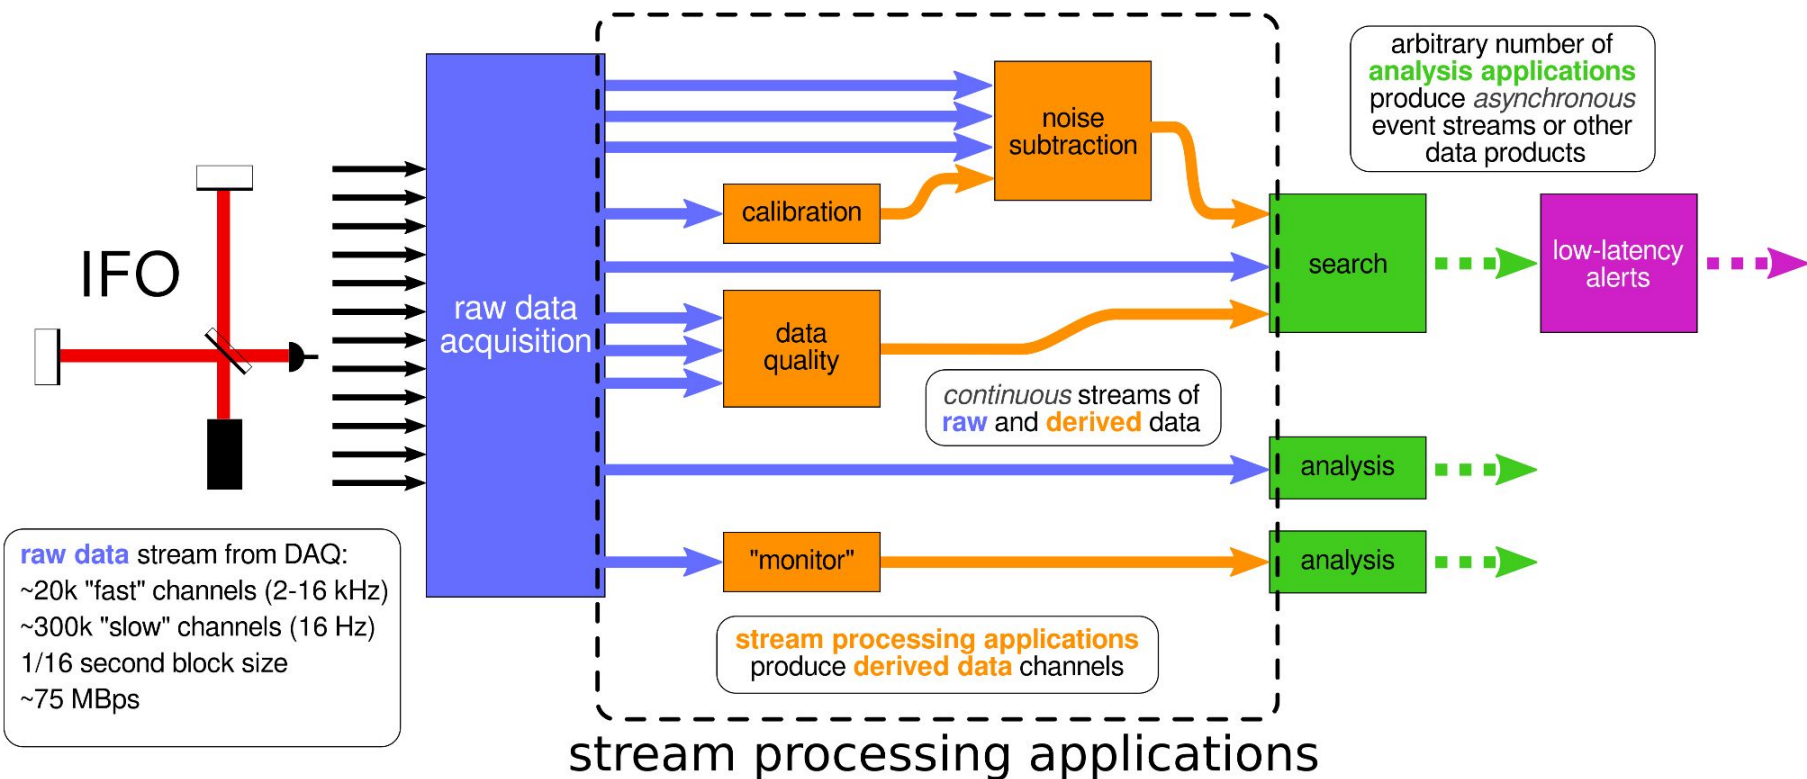 IFO
raw data stream from DAQ:
~20k "fast" channels (2-16 kHz)
~300k "slow" channels (16 Hz)
1/16 second block size
~75 MBps
raw data
acquisition
calibration
noise
subtraction
data
quality
continuous streams of
raw and derived data
"monitor"
stream processing applications
produce derived data channels
stream processing applications
arbitrary number of
analysis applications
produce asynchronous
event streams or other
data products
search
low-latency
alerts
analysis
analysis